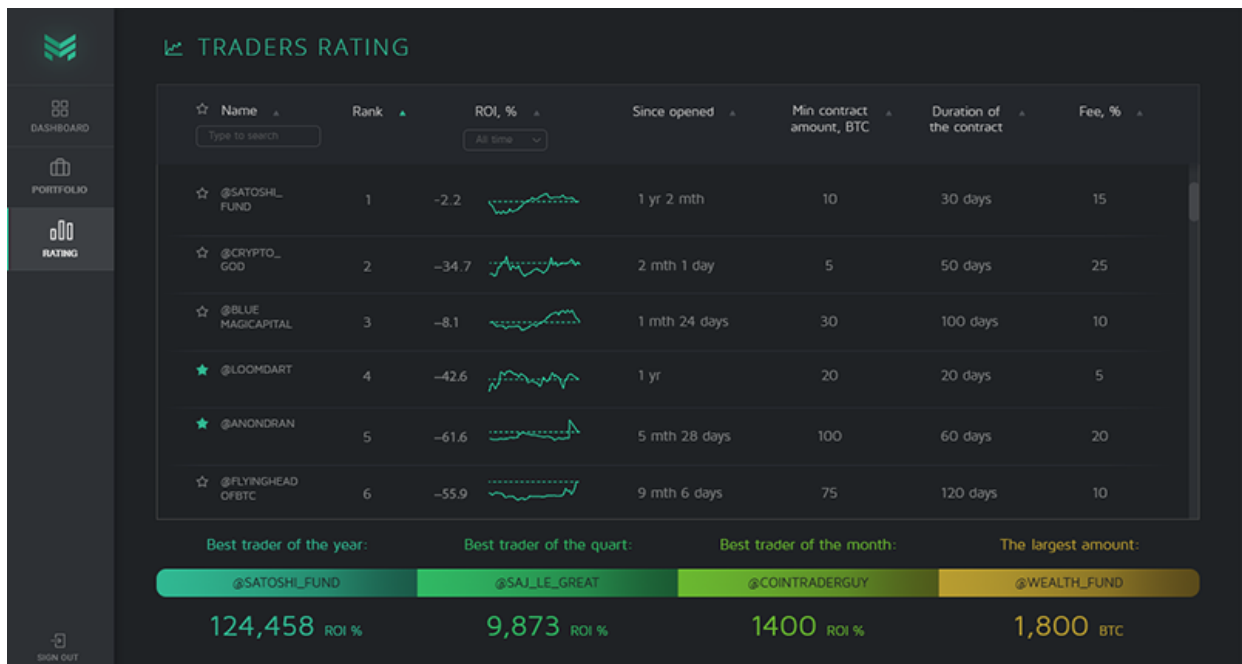 TRADERS RATING
DASHBOARD
PORTFOLIO
RATING
SIGN OUT
Name Rank ROI, % Since opened Min contract amount, BTC Duration of the contract Fee, %
Type to search All time
@SATOSHI_
FUND
1 -2.2 1 yr 2 mth 10 30 days 15
@CRYPTO_
GOD
2 –34.7 2 mth 1 day 5 50 days 25
@BLUE
MAGICAPITAL
3 –8.1 1 mth 24 days 30 100 days 10
@LOOMDART
4 –42.6 1 yr 20 20 days 5
@ANONDRAN
5 –61.6 5 mth 28 days 100 60 days 20
@FLYINGHEAD
OFBTC
6 –55.9 9 mth 6 days 75 120 days 10
Best trader of the year: Best trader of the quart: Best trader of the month: The largest amount:
@SATOSHI_FUND @SAJ_LE_GREAT @COINTRADERGUY @WEALTH_FUND
124,458 ROI % 9,873 ROI % 1400 ROI % 1,800 BTC